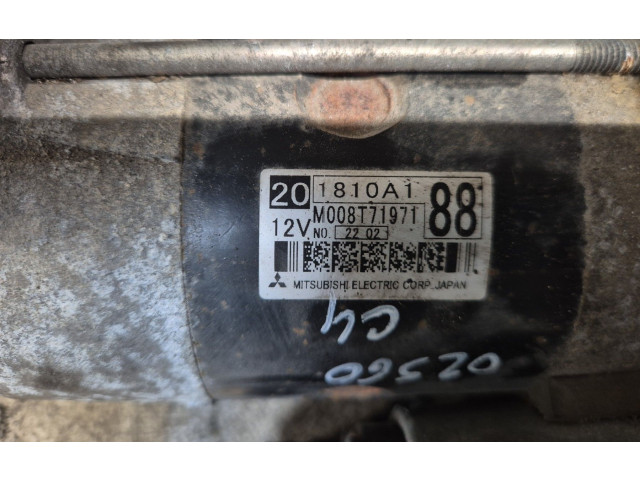 20 1810A1 88
12V M008T71971
NO. 22 02
MITSUBISHI ELECTRIC CORP. JAPAN
C4
02560